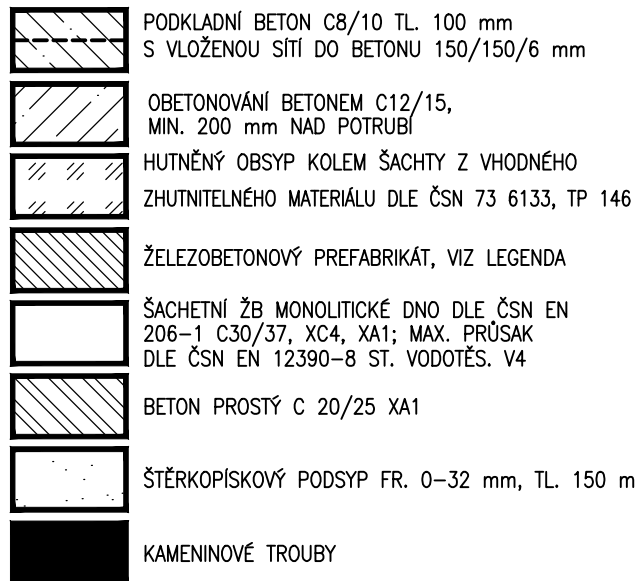 PODKLADNÍ BETON C8/10 TL. 100 mm
S VLOŽENOU SÍTÍ DO BETONU 150/150/6 mm
OBETONOVÁNÍ BETONEM C12/15,
MIN. 200 mm NAD POTRUBÍ
HUTNĚNÝ OBSYP KOLEM ŠACHTY Z VHODNÉHO
ZHUTNITELNÉHO MATERIÁLU DLE ČSN 73 6133, TP 146
ŽELEZOBETONOVÝ PREFABRIKÁT, VIZ LEGENDA
ŠACHETNÍ ŽB MONOLITICKÉ DNO DLE ČSN EN
206-1 C30/37, XC4, XA1; MAX. PRŮSAK
DLE ČSN EN 12390-8 ST. VODOTĚS. V4
BETON PROSTÝ C 20/25 XA1
ŠTĚRKOPÍSKOVÝ PODSYP FR. 0-32 mm, TL. 150 m
KAMENINOVÉ TROUBY